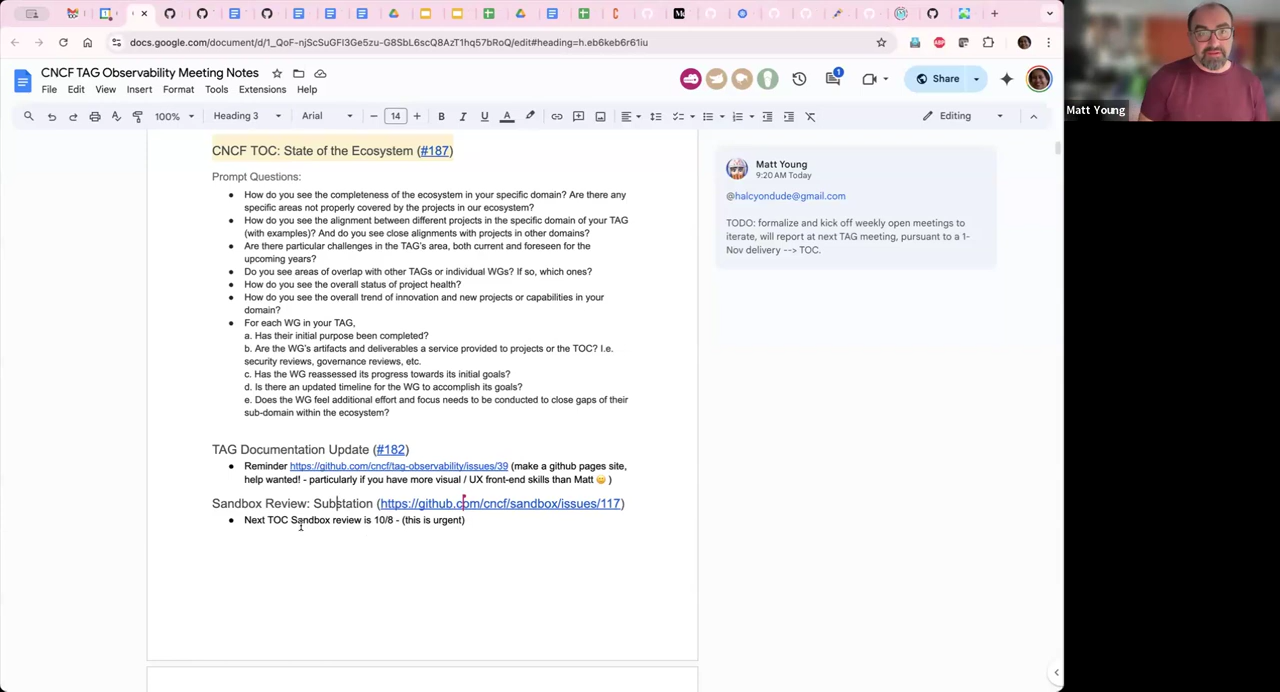 docs.google.com/document/d/1_QoF-njScSuGFI3Ge5zu-G8SbL6scQ8AzT1hq57bRoQ/edit#heading=h.eb6keb6r61iu
CNCF TAG Observability Meeting Notes
File Edit View Insert Format Tools Extensions Help
1
Share
100% Heading 3 Arial 14 B I U A Editing
Matt Young
CNCF TOC: State of the Ecosystem (#187)
Prompt Questions:
How do you see the completeness of the ecosystem in your specific domain? Are there any
specific areas not properly covered by the projects in our ecosystem?
How do you see the alignment between different projects in the specific domain of your TAG
(with examples)? And do you see close alignments with projects in other domains?
Are there particular challenges in the TAG's area, both current and foreseen for the
upcoming years?
Do you see areas of overlap with other TAGs or individual WGs? If so, which ones?
How do you see the overall status of project health?
How do you see the overall trend of innovation and new projects or capabilities in your
domain?
For each WG in your TAG,
a. Has their initial purpose been completed?
b. Are the WG's artifacts and deliverables a service provided to projects or the TOC? I.e.
security reviews, governance reviews, etc.
c. Has the WG reassessed its progress towards its initial goals?
d. Is there an updated timeline for the WG to accomplish its goals?
e. Does the WG feel additional effort and focus needs to be conducted to close gaps of their
sub-domain within the ecosystem?
TAG Documentation Update (#182)
Reminder https://github.com/cncf/tag-observability/issues/39 (make a github pages site,
help wanted! - particularly if you have more visual / UX front-end skills than Matt 😀 )
Sandbox Review: Substation (https://github.com/cncf/sandbox/issues/117)
Next TOC Sandbox review is 10/8 - (this is urgent)
Matt Young
9:20 AM Today
@halcyondude@gmail.com
TODO: formalize and kick off weekly open meetings to
iterate, will report at next TAG meeting, pursuant to a 1-
Nov delivery --> TOC.